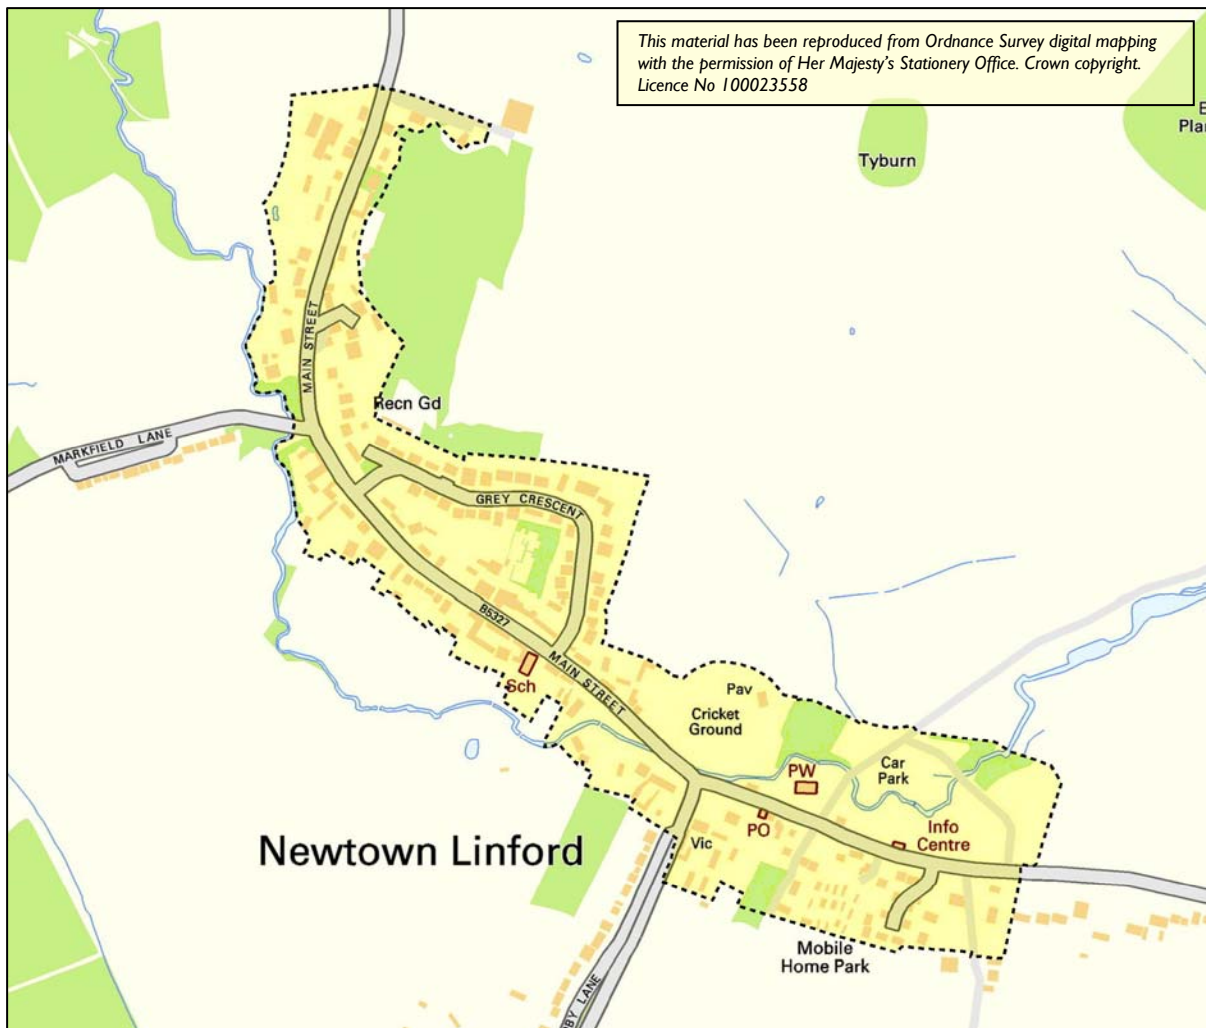 This material has been reproduced from Ordnance Survey digital mapping
with the permission of Her Majesty's Stationery Office. Crown copyright.
Licence No 100023558
Tyburn
MAIN STREET
Recn Gd
MARKFIELD LANE
GREY CRESCENT
B5327
MAIN STREET
Sch
Pav
Cricket
Ground
PW
Car
Park
PO
Info
Centre
Vic
Newtown Linford
Mobile
Home Park
LANE